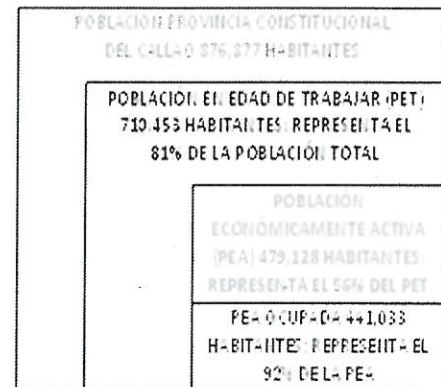 POBLACIÓN PROVINCIA CONSTITUCIONAL
DEL CALLAO 876,877 HABITANTES
POBLACION EN EDAD DE TRABAJAR (PET)
710.453 HABITANTES: REPRESENTA EL
81% DE LA POBLACIÓN TOTAL
POBLACIÓN
ECONÓMICAMENTE ACTIVA
(PEA) 479,128 HABITANTES:
REPRESENTA EL 56% DEL PET
PEA OCUPADA 441,033
HABITANTES: REPRESENTA EL
92% DE LA PEA